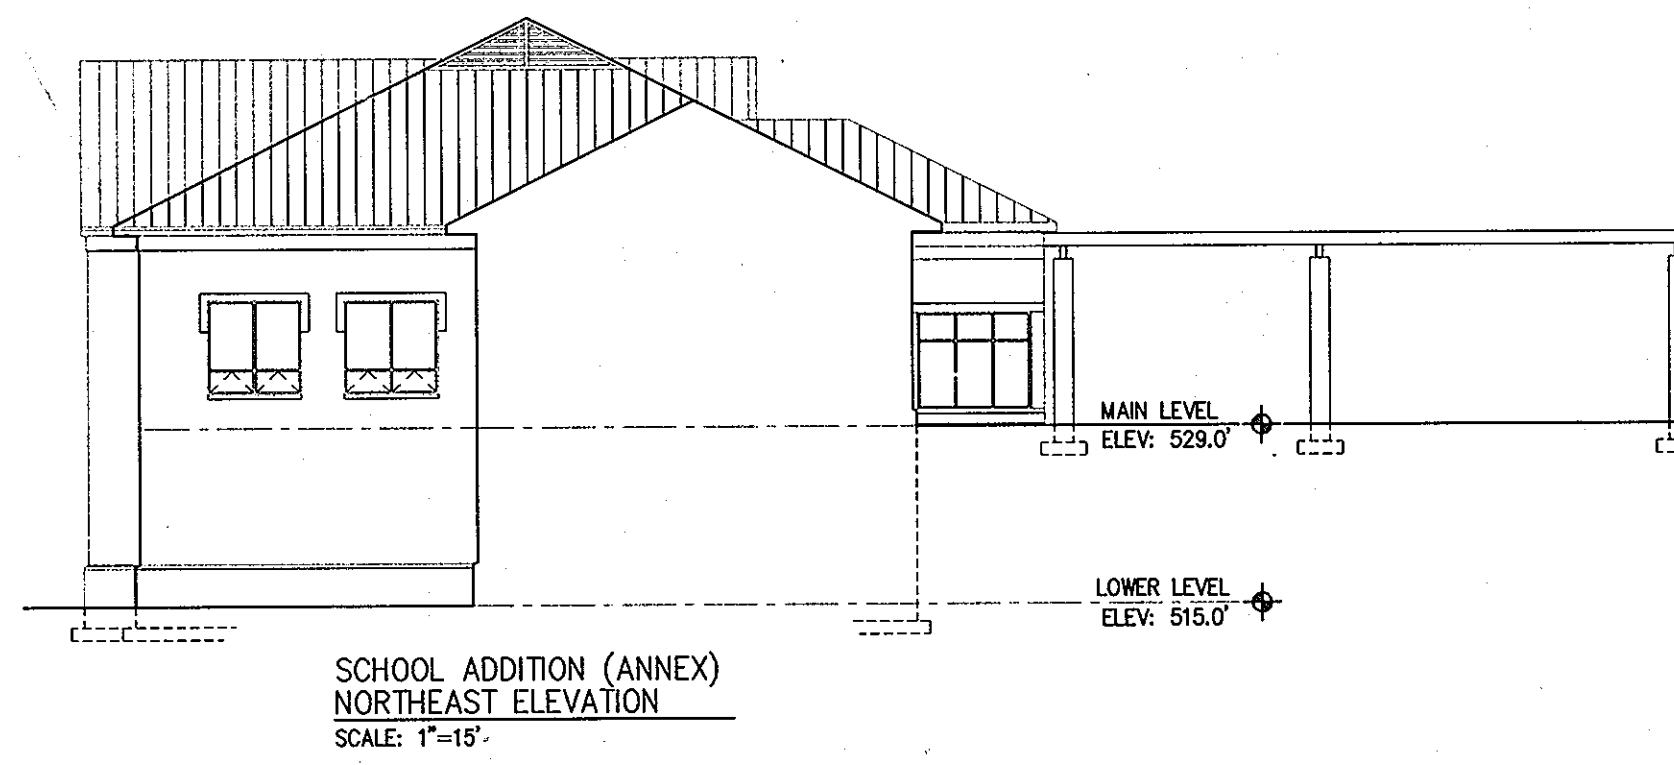 MAIN LEVEL
ELEV: 529.0'
LOWER LEVEL
ELEV: 515.0'
SCHOOL ADDITION (ANNEX)
NORTHEAST ELEVATION
SCALE: 1"=15'